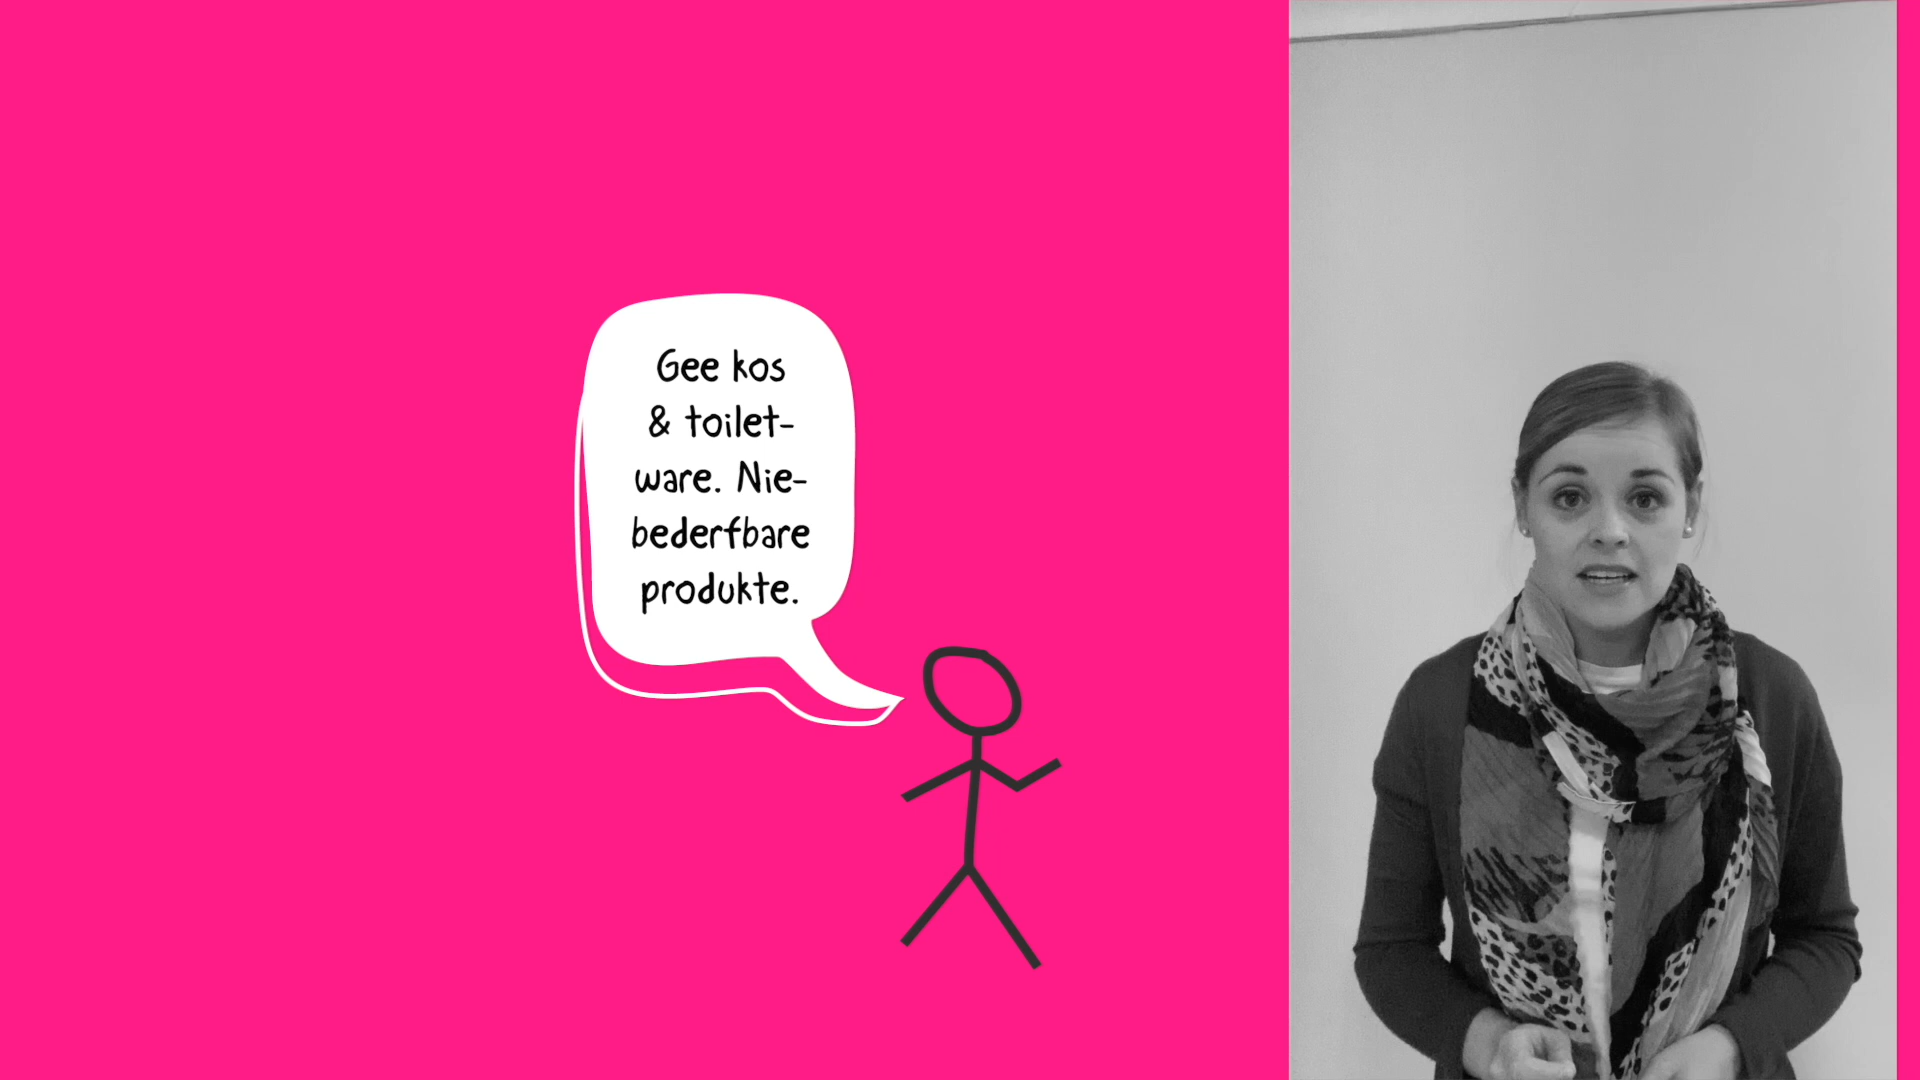 Gee kos
& toilet-
ware. Nie-
bederfbare
produkte.